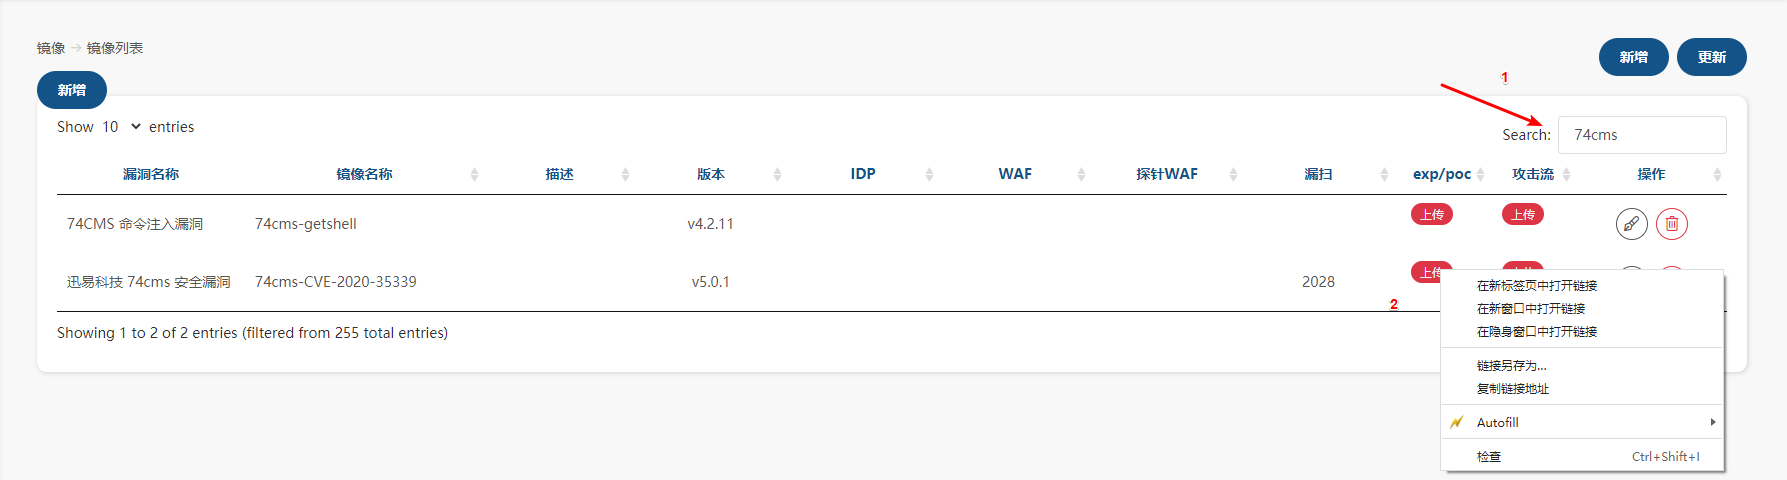 镜像 → 镜像列表
新增 更新
新增
1
Show 10 entries
Search: 74cms
漏洞名称 镜像名称 描述 版本 IDP WAF 探针WAF 漏扫 exp/poc 攻击流 操作
74CMS 命令注入漏洞 74cms-getshell v4.2.11 上传 上传
迅易科技 74cms 安全漏洞 74cms-CVE-2020-35339 v5.0.1 2028 上传
2
Showing 1 to 2 of 2 entries (filtered from 255 total entries)
在新标签页中打开链接
在新窗口中打开链接
在隐身窗口中打开链接
链接另存为...
复制链接地址
Autofill
检查 Ctrl+Shift+I